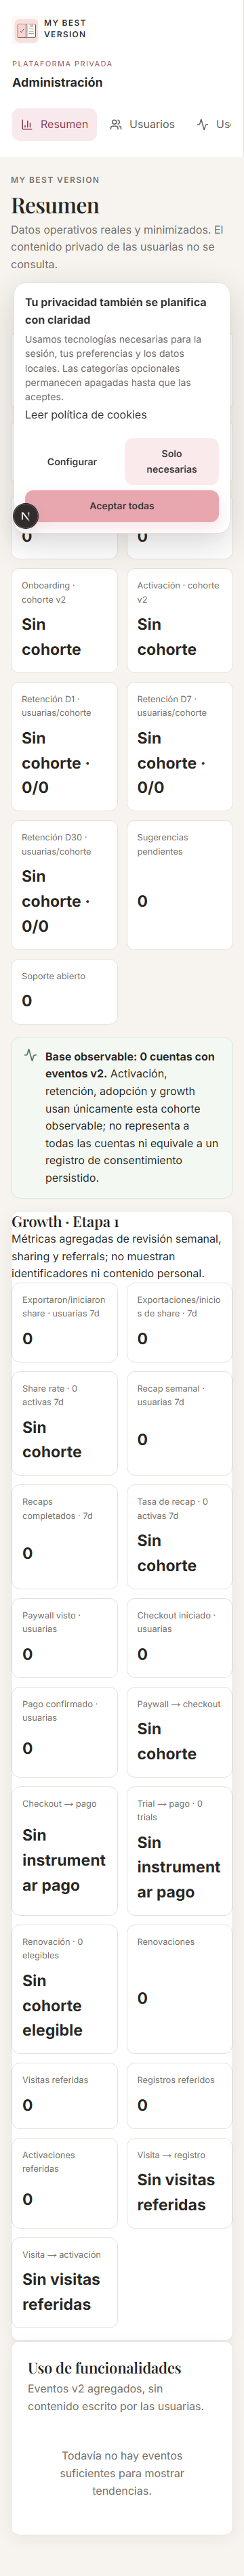 MY BEST
VERSION
PLATAFORMA PRIVADA
Administración
Resumen
Usuarios
MY BEST VERSION
Resumen
Datos operativos reales y minimizados. El
contenido privado de las usuarias no se
consulta.
Tu privacidad también se planifica
con claridad
Usamos tecnologías necesarias para la
sesión, tus preferencias y los datos
locales. Las categorías opcionales
permanecen apagadas hasta que las
aceptes.
Leer política de cookies
Configurar
Solo
necesarias
Aceptar todas
N
0
0
Onboarding ·
cohorte v2
Sin
cohorte
Activación · cohorte
v2
Sin
cohorte
Retención D1 ·
usuarias/cohorte
Sin
cohorte ·
0/0
Retención D7 ·
usuarias/cohorte
Sin
cohorte ·
0/0
Retención D30 ·
usuarias/cohorte
Sin
cohorte ·
0/0
Sugerencias
pendientes
0
Soporte abierto
0
Base observable: 0 cuentas con
eventos v2. Activación,
retención, adopción y growth
usan únicamente esta cohorte
observable; no representa a
todas las cuentas ni equivale a un
registro de consentimiento
persistido.
Growth · Etapa 1
Métricas agregadas de revisión semanal,
sharing y referrals; no muestran
identificadores ni contenido personal.
Exportaron/iniciaron
share · usuarias 7d
0
Exportaciones/inicio
s de share · 7d
0
Share rate · 0
activas 7d
Sin
cohorte
Recap semanal ·
usuarias 7d
0
Recaps
completados · 7d
0
Tasa de recap · 0
activas 7d
Sin
cohorte
Paywall visto ·
usuarias
0
Checkout iniciado ·
usuarias
0
Pago confirmado ·
usuarias
0
Paywall → checkout
Sin
cohorte
Checkout → pago
Sin
instrument
ar pago
Trial → pago · 0
trials
Sin
instrument
ar pago
Renovación · 0
elegibles
Sin
cohorte
elegible
Renovaciones
0
Visitas referidas
0
Registros referidos
0
Activaciones
referidas
0
Visita → registro
Sin visitas
referidas
Visita → activación
Sin visitas
referidas
Uso de funcionalidades
Eventos v2 agregados, sin
contenido escrito por las usuarias.
Todavía no hay eventos
suficientes para mostrar
tendencias.